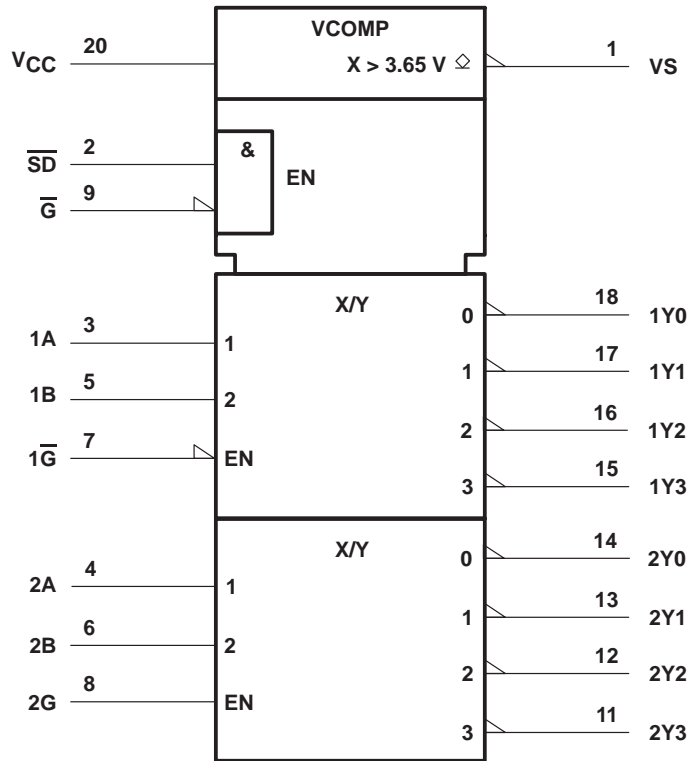 VCOMP
VCC 20 X > 3.65 V 1 VS
&
S̅D̅ 2 EN
G̅ 9
X/Y
0 18 1Y0
1A 3 1
1 17 1Y1
1B 5 2
2 16 1Y2
1G̅ 7 EN
3 15 1Y3
X/Y
0 14 2Y0
2A 4 1
1 13 2Y1
2B 6 2
2 12 2Y2
2G 8 EN
3 11 2Y3